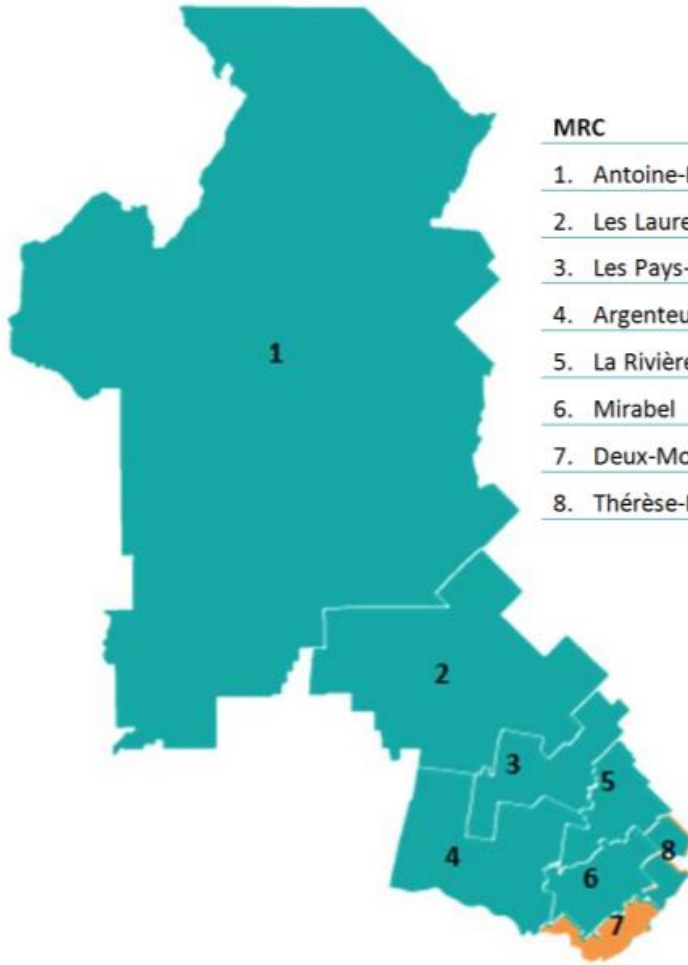 MRC
1. Antoine-
2. Les Laure
3. Les Pays-
4. Argenteu
5. La Rivière
6. Mirabel
7. Deux-Mo
8. Thérèse-
1
2
3
5
4
8
6
7